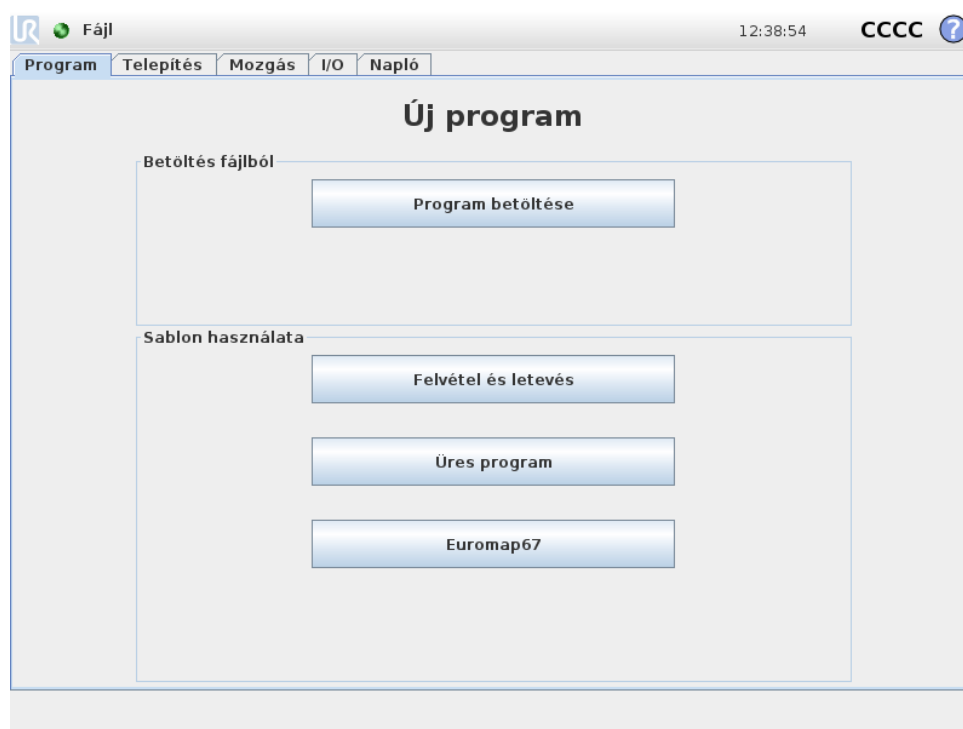 UR Fájl 12:38:54 CCCC ?
Program Telepítés Mozgás I/O Napló
Új program
Betöltés fájlból
Program betöltése
Sablon használata
Felvétel és letevés
Üres program
Euromap67